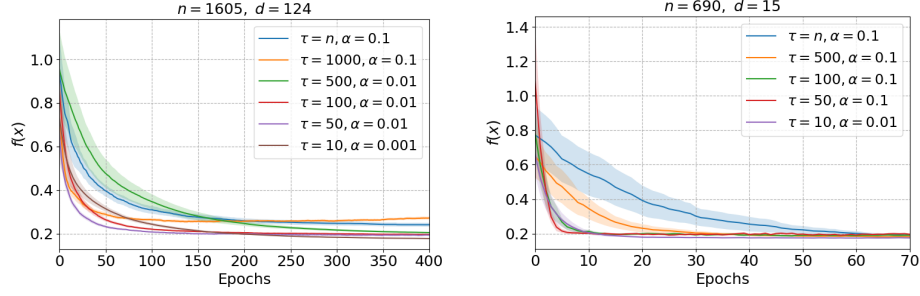 n = 1605, d = 124
f(x)
1.0
0.8
0.6
0.4
0.2
τ = n, α = 0.1
τ = 1000, α = 0.1
τ = 500, α = 0.01
τ = 100, α = 0.01
τ = 50, α = 0.01
τ = 10, α = 0.001
0 50 100 150 200 250 300 350 400
Epochs
n = 690, d = 15
f(x)
1.4
1.2
1.0
0.8
0.6
0.4
0.2
τ = n, α = 0.1
τ = 500, α = 0.1
τ = 100, α = 0.1
τ = 50, α = 0.1
τ = 10, α = 0.01
0 10 20 30 40 50 60 70
Epochs